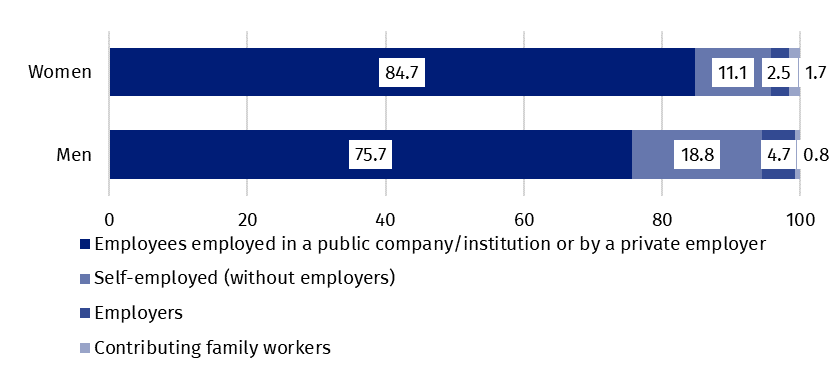 Women 84.7 11.1 2.5 1.7
Men 75.7 18.8 4.7 0.8
0 20 40 60 80 100
Employees employed in a public company/institution or by a private employer
Self-employed (without employers)
Employers
Contributing family workers